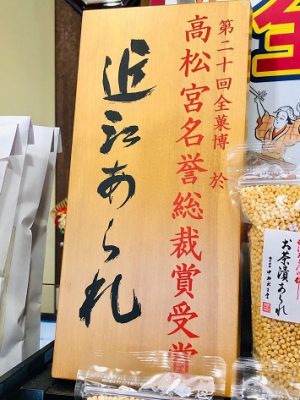 第二十回全菓博 於
高松宮名誉総裁賞受賞
近江あられ
全
お茶漬あられ